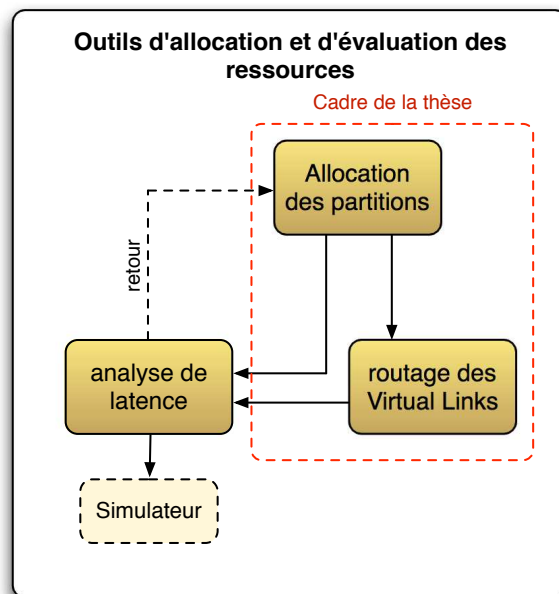 Outils d'allocation et d'évaluation des
ressources
Cadre de la thèse
Allocation
des partitions
retour
analyse de
latence
routage des
Virtual Links
Simulateur